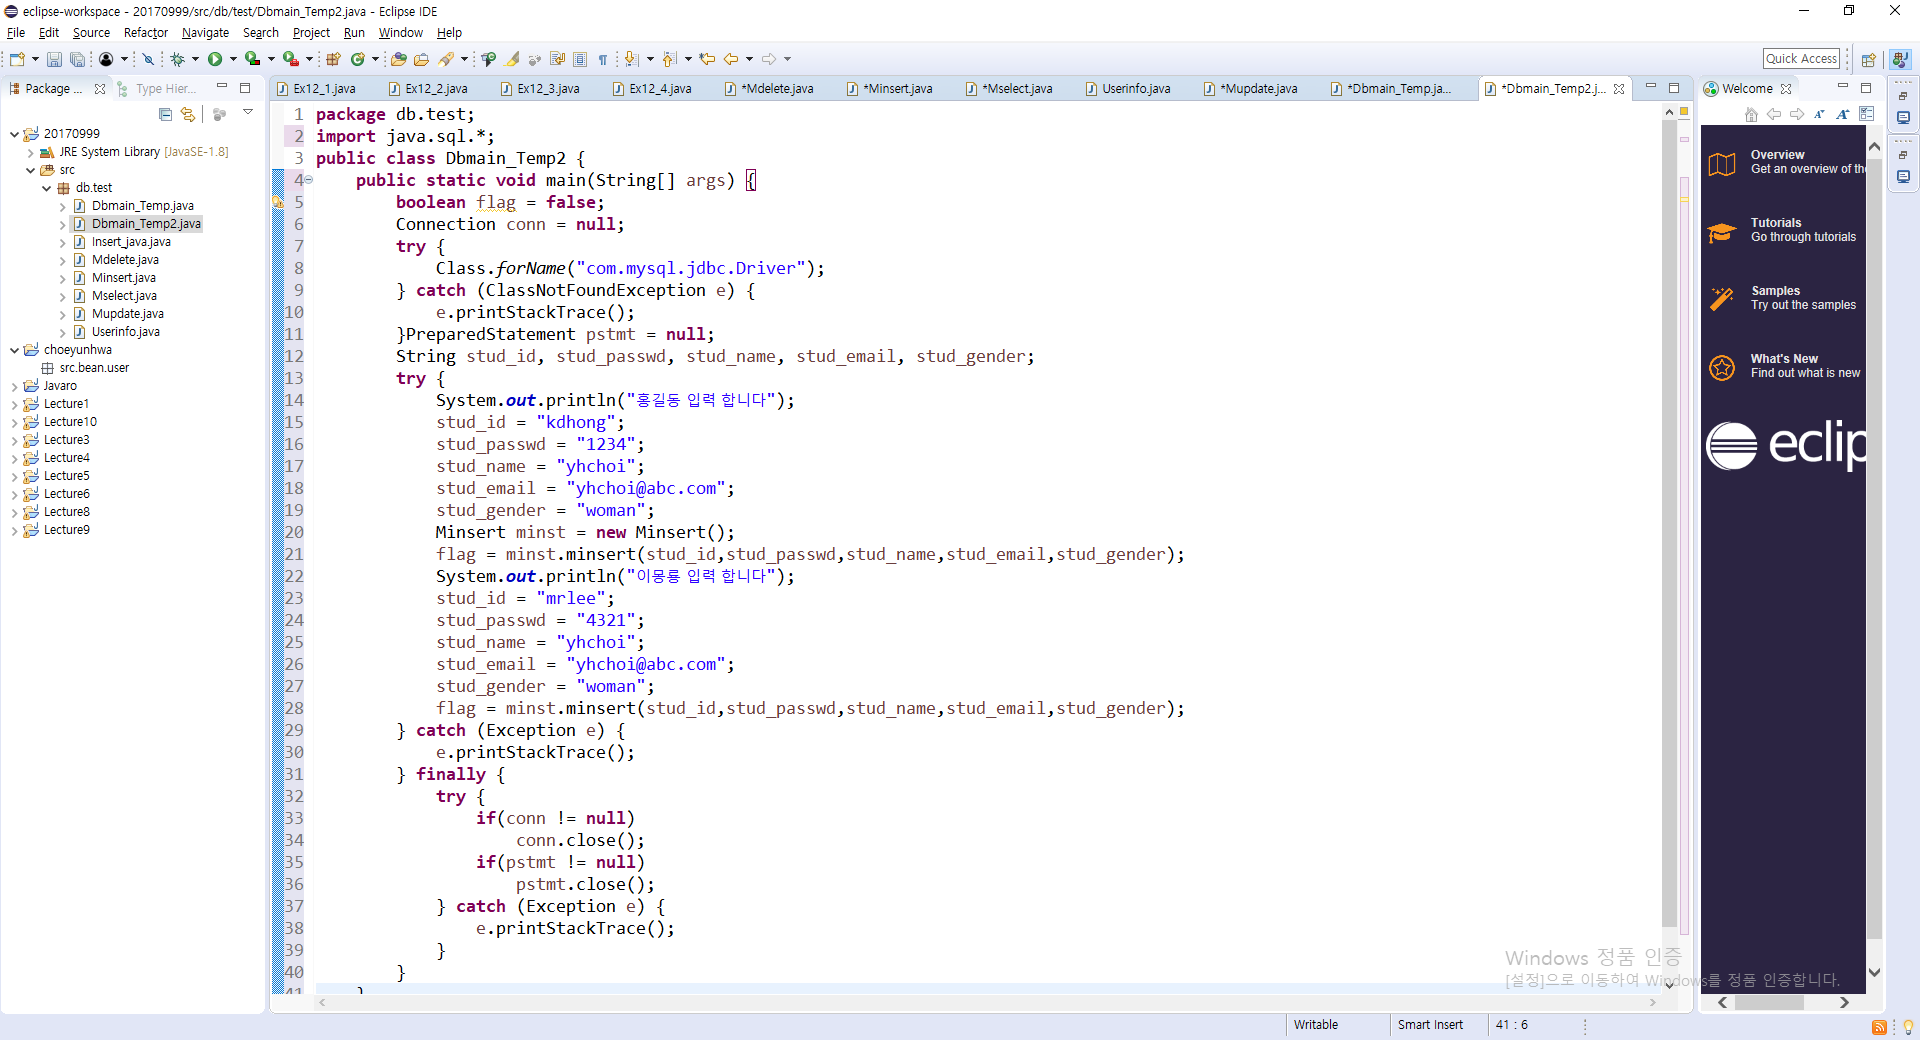 eclipse-workspace - 20170999/src/db/test/Dbmain_Temp2.java - Eclipse IDE
File Edit Source Refactor Navigate Search Project Run Window Help
Quick Access
Package ... Type Hier...
Ex12_1.java Ex12_2.java Ex12_3.java Ex12_4.java *Mdelete.java *Minsert.java *Mselect.java Userinfo.java *Mupdate.java *Dbmain_Temp.ja... *Dbmain_Temp2.j...
Welcome
20170999
JRE System Library [JavaSE-1.8]
src
db.test
Dbmain_Temp.java
Dbmain_Temp2.java
Insert_java.java
Mdelete.java
Minsert.java
Mselect.java
Mupdate.java
Userinfo.java
choeyunhwa
src.bean.user
Javaro
Lecture1
Lecture10
Lecture3
Lecture4
Lecture5
Lecture6
Lecture8
Lecture9
1 package db.test;
2 import java.sql.*;
3 public class Dbmain_Temp2 {
4 public static void main(String[] args) {
5 boolean flag = false;
6 Connection conn = null;
7 try {
8 Class.forName("com.mysql.jdbc.Driver");
9 } catch (ClassNotFoundException e) {
10 e.printStackTrace();
11 }PreparedStatement pstmt = null;
12 String stud_id, stud_passwd, stud_name, stud_email, stud_gender;
13 try {
14 System.out.println("홍길동 입력 합니다");
15 stud_id = "kdhong";
16 stud_passwd = "1234";
17 stud_name = "yhchoi";
18 stud_email = "yhchoi@abc.com";
19 stud_gender = "woman";
20 Minsert minst = new Minsert();
21 flag = minst.minsert(stud_id,stud_passwd,stud_name,stud_email,stud_gender);
22 System.out.println("이몽룡 입력 합니다");
23 stud_id = "mrlee";
24 stud_passwd = "4321";
25 stud_name = "yhchoi";
26 stud_email = "yhchoi@abc.com";
27 stud_gender = "woman";
28 flag = minst.minsert(stud_id,stud_passwd,stud_name,stud_email,stud_gender);
29 } catch (Exception e) {
30 e.printStackTrace();
31 } finally {
32 try {
33 if(conn != null)
34 conn.close();
35 if(pstmt != null)
36 pstmt.close();
37 } catch (Exception e) {
38 e.printStackTrace();
39 }
40 }
41 }
Overview
Get an overview of the
Tutorials
Go through tutorials
Samples
Try out the samples
What's New
Find out what is new
eclip
Windows 정품 인증
[설정]으로 이동하여 Windows를 정품 인증합니다.
Writable Smart Insert 41 : 6